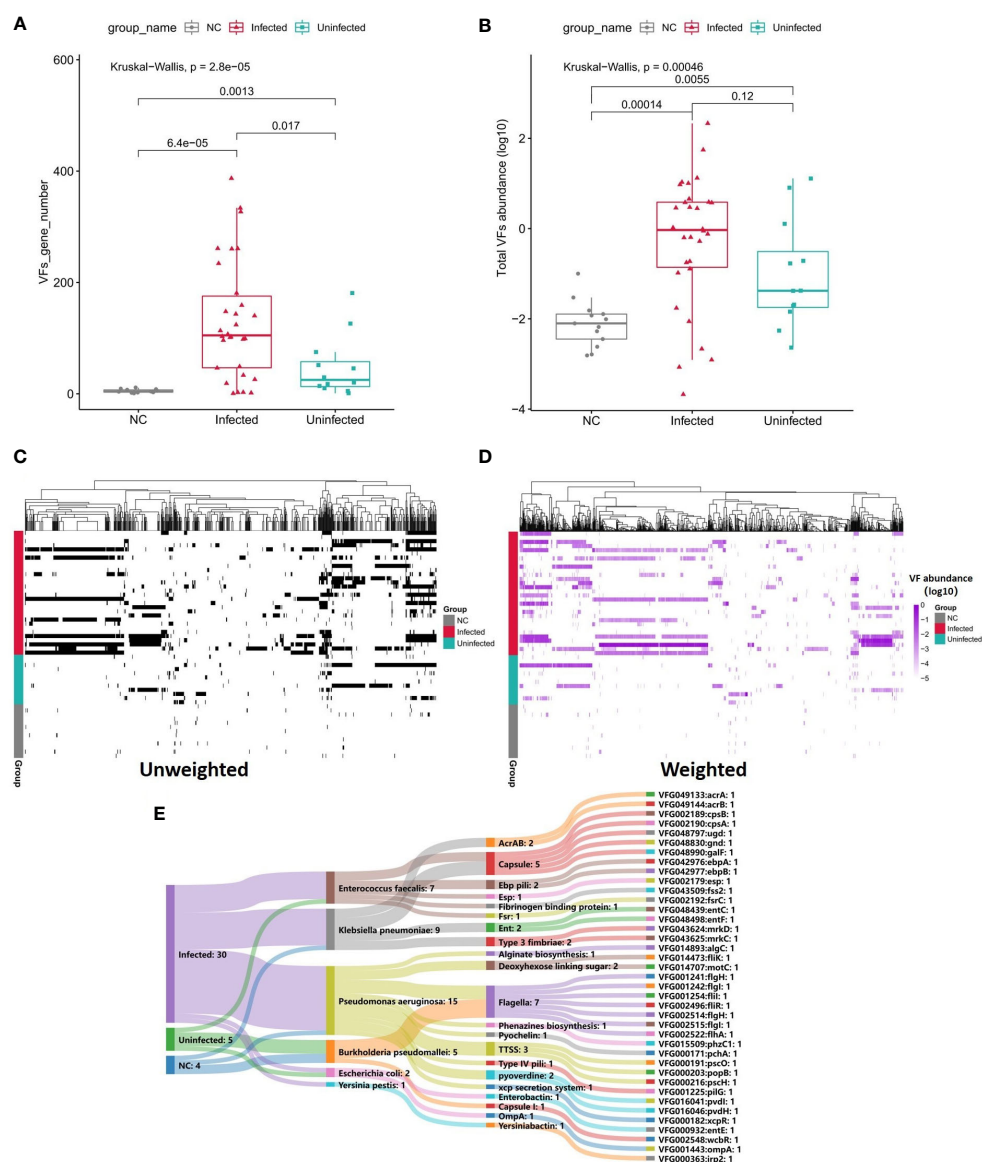 A
group_name NC Infected Uninfected
Kruskal−Wallis, p = 2.8e−05
0.0013
0.017
6.4e−05
600
400
200
0
VFs_gene_number
NC Infected Uninfected
B
group_name NC Infected Uninfected
Kruskal−Wallis, p = 0.00046
0.0055
0.00014
0.12
2
0
−2
−4
Total VFs abundance (log10)
NC Infected Uninfected
C
Group
NC
Infected
Uninfected
Group
Unweighted
D
VF abundance
(log10)
0
−1
−2
−3
−4
−5
Group
NC
Infected
Uninfected
Group
Weighted
E
Infected: 30
Uninfected: 5
NC: 4
Enterococcus faecalis: 7
Klebsiella pneumoniae: 9
Pseudomonas aeruginosa: 15
Burkholderia pseudomallei: 5
Escherichia coli: 2
Yersinia pestis: 1
AcrAB: 2
Capsule: 5
Ebp pili: 2
Esp: 1
Fibrinogen binding protein: 1
Fsr: 1
Ent: 2
Type 3 fimbriae: 2
Alginate biosynthesis: 1
Deoxyhexose linking sugar: 2
Flagella: 7
Phenazines biosynthesis: 1
Pyochelin: 1
TTSS: 3
Type IV pili: 1
pyoverdine: 2
xcp secretion system: 1
Enterobactin: 1
Capsule I: 1
OmpA: 1
Yersiniabactin: 1
VFG049133:acrA: 1
VFG049144:acrB: 1
VFG002189:cpsB: 1
VFG002190:cpsA: 1
VFG048797:ugd: 1
VFG048830:gnd: 1
VFG048990:galF: 1
VFG042976:ebpA: 1
VFG042977:ebpB: 1
VFG002179:esp: 1
VFG043509:fss2: 1
VFG002192:fsrC: 1
VFG048439:entC: 1
VFG048498:entF: 1
VFG043624:mrkD: 1
VFG043625:mrkC: 1
VFG014893:algC: 1
VFG014473:fliK: 1
VFG014707:motC: 1
VFG001241:flgH: 1
VFG001242:flgI: 1
VFG001254:fliI: 1
VFG002496:fliR: 1
VFG002514:flgH: 1
VFG002515:flgI: 1
VFG002522:flhA: 1
VFG015509:phzC1: 1
VFG000171:pchA: 1
VFG000191:pscO: 1
VFG000203:popB: 1
VFG000216:pscH: 1
VFG001225:pilG: 1
VFG016041:pvdI: 1
VFG016046:pvdH: 1
VFG000182:xcpR: 1
VFG000932:entE: 1
VFG002548:wcbR: 1
VFG001443:ompA: 1
VFG000363:irp2: 1